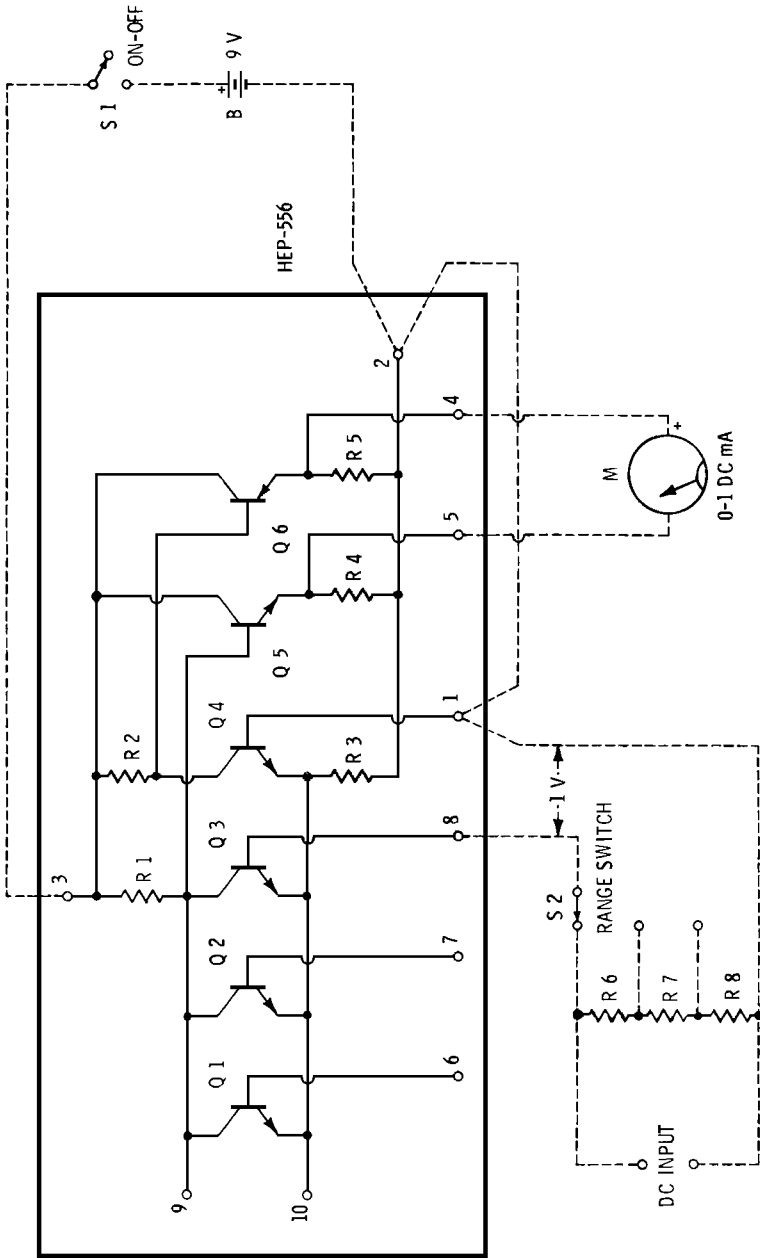 ON-OFF
S 1
+
B
9 V
HEP-556
3
R 1
R 2
2
9
10
Q 1
Q 2
Q 3
Q 4
Q 5
Q 6
R 3
R 4
R 5
6
7
8
1
5
4
1 V
S 2
RANGE SWITCH
R 6
R 7
R 8
DC INPUT
M
+
0-1 DC mA